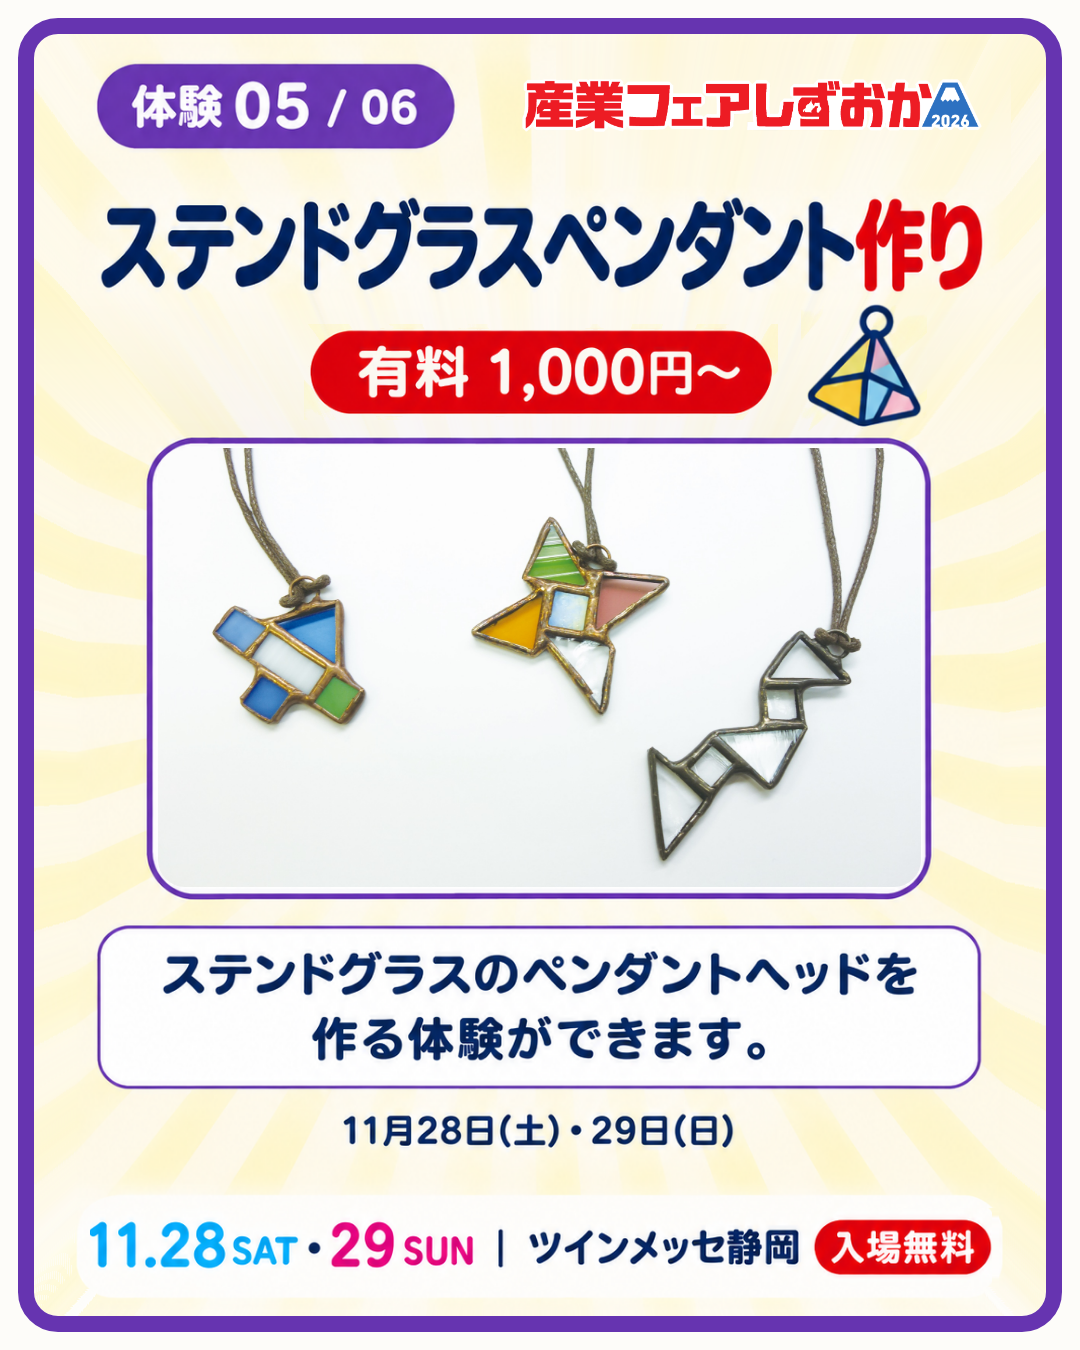 体験 05 / 06
産業フェアしずおか 2026
ステンドグラスペンダント作り
有料 1,000円〜
ステンドグラスのペンダントヘッドを
作る体験ができます。
11月28日(土)・29日(日)
11.28 SAT・29 SUN | ツインメッセ静岡 入場無料